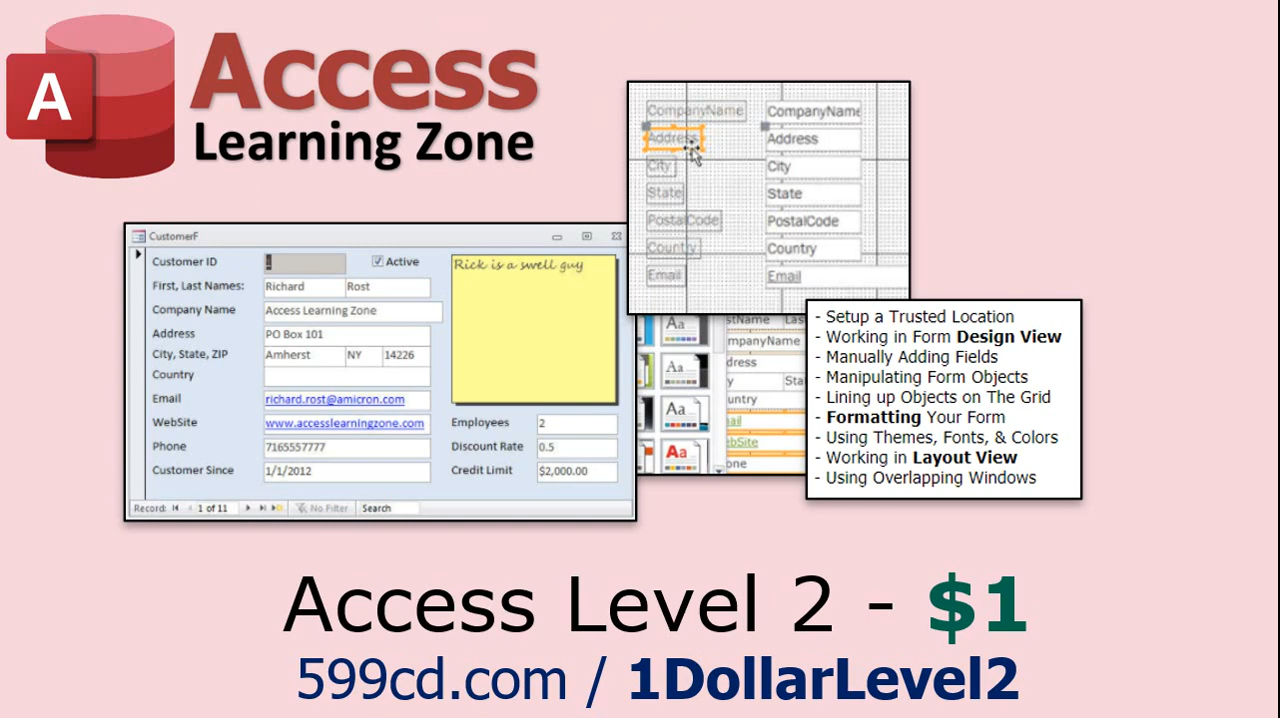 A
Access
Learning Zone
CompanyName CompanyName
Address Address
City City
State State
PostalCode PostalCode
Country Country
Email Email
CustomerF
Customer ID Active
First, Last Names: Richard Rost
Company Name Access Learning Zone
Address PO Box 101
City, State, ZIP Amherst NY 14226
Country
Email richard.rost@amicron.com
WebSite www.accesslearningzone.com
Phone 7165557777
Customer Since 1/1/2012
Rick is a swell guy
Employees 2
Discount Rate 0.5
Credit Limit $2,000.00
Record: 1 of 11 No Filter Search
Aa
Aa
Aa
Aa
- Setup a Trusted Location
- Working in Form Design View
- Manually Adding Fields
- Manipulating Form Objects
- Lining up Objects on The Grid
- Formatting Your Form
- Using Themes, Fonts, & Colors
- Working in Layout View
- Using Overlapping Windows
Access Level 2 - $1
599cd.com / 1DollarLevel2